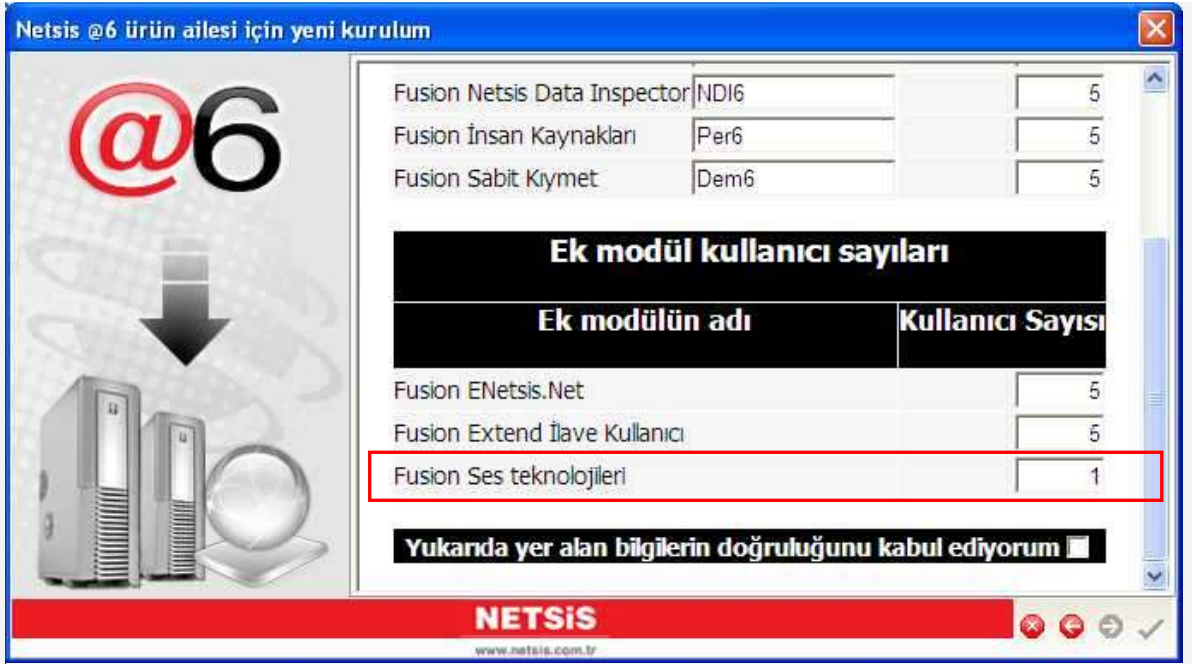 Netsis @6 ürün ailesi için yeni kurulum
@6
Fusion Netsis Data Inspector NDI6 5
Fusion İnsan Kaynakları Per6 5
Fusion Sabit Kıymet Dem6 5
Ek modül kullanıcı sayıları
Ek modülün adı Kullanıcı Sayısı
Fusion ENetsis.Net 5
Fusion Extend İlave Kullanıcı 5
Fusion Ses teknolojileri 1
Yukarıda yer alan bilgilerin doğruluğunu kabul ediyorum
NETSiS
www.netsis.com.tr